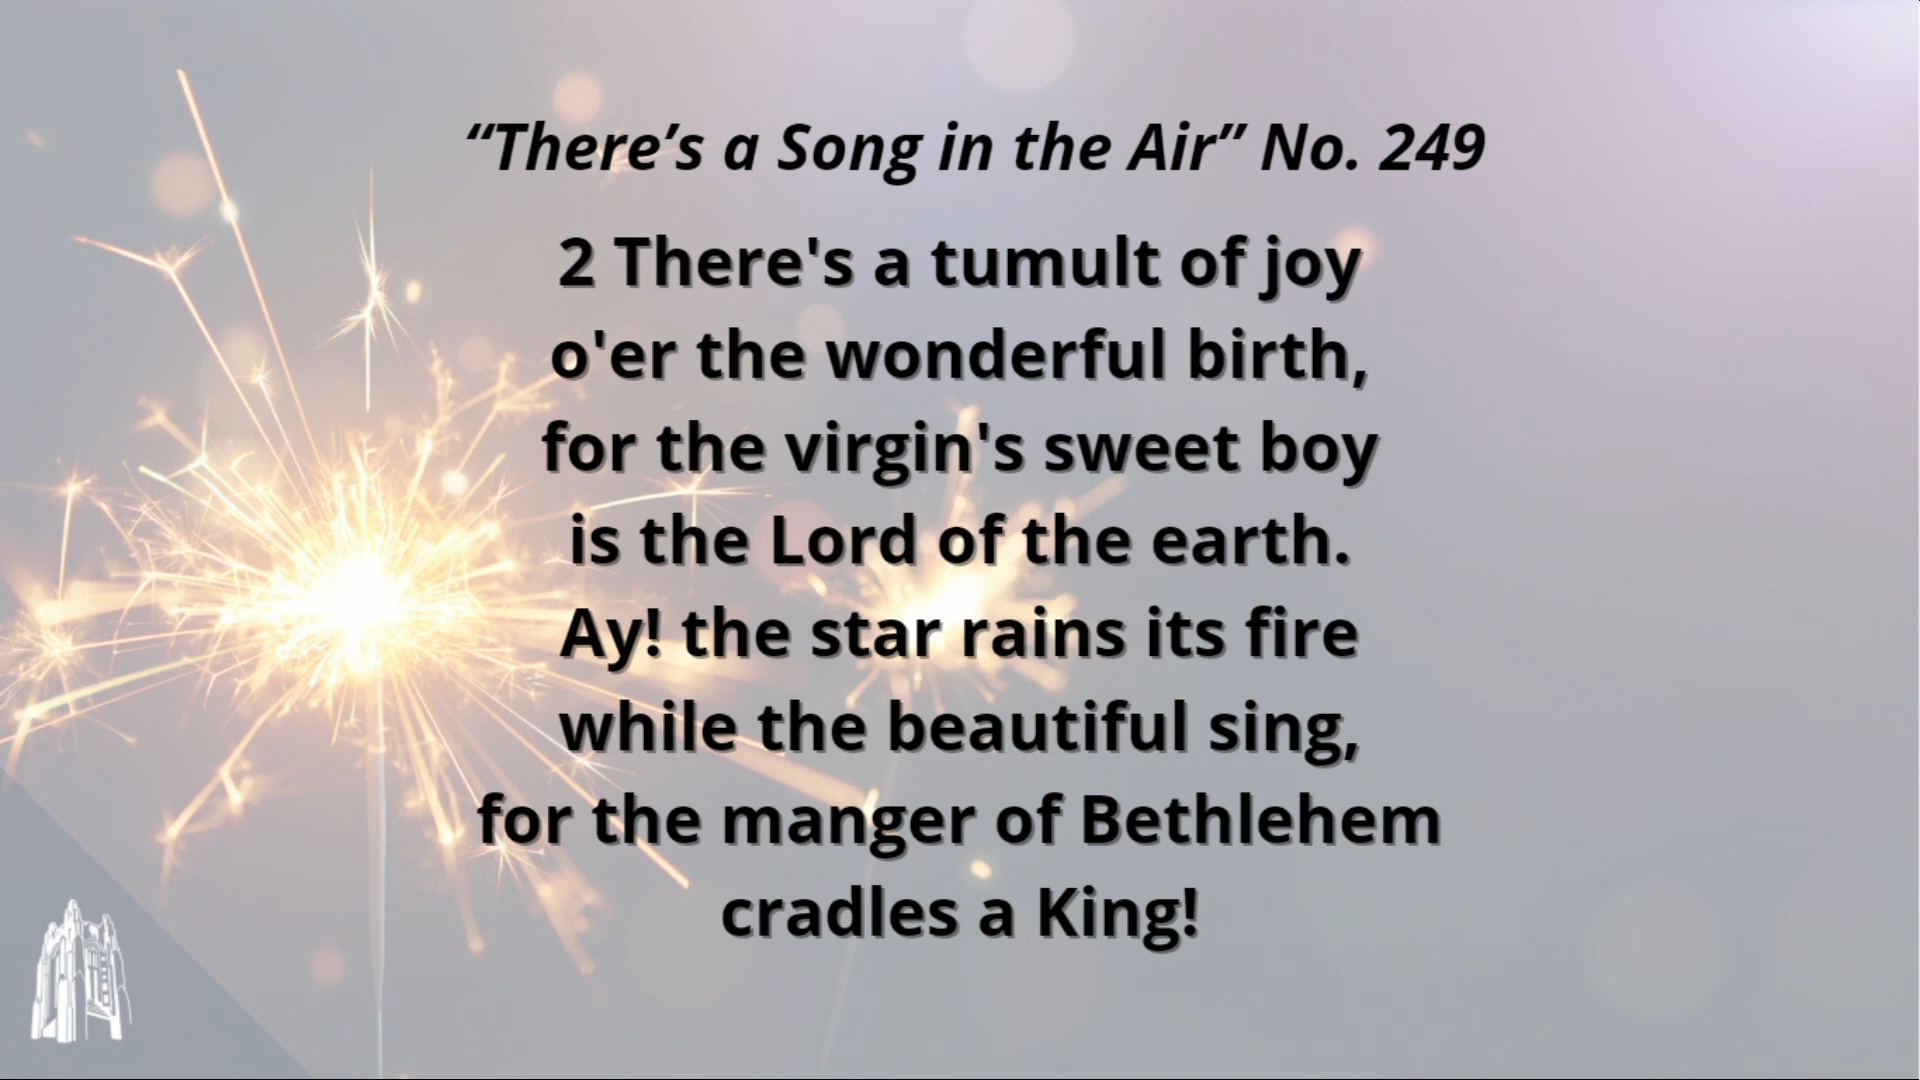 “There’s a Song in the Air” No. 249
2 There's a tumult of joy
o'er the wonderful birth,
for the virgin's sweet boy
is the Lord of the earth.
Ay! the star rains its fire
while the beautiful sing,
for the manger of Bethlehem
cradles a King!